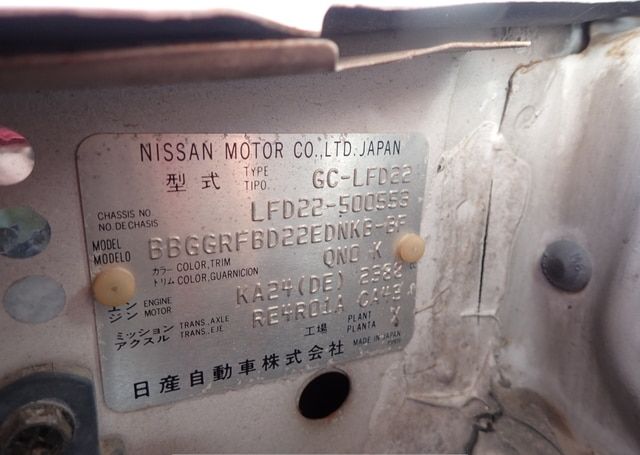 NISSAN MOTOR CO.,LTD. JAPAN
型式 TYPE TIPO. GC-LFD22
CHASSIS NO NO. DE CHASIS LFD22-500553
MODEL MODELO BBGGRFBD22EDNKB-BF
カラー COLOR,TRIM トリム COLOR,GUARNICION QN0 K
エンジン ENGINE MOTOR KA24(DE) 2388 CC
ミッション TRANS.,AXLE アクスル TRANS.,EJE RE4R01A CA43
工場 PLANT PLANTA X
日産自動車株式会社 MADE IN JAPAN